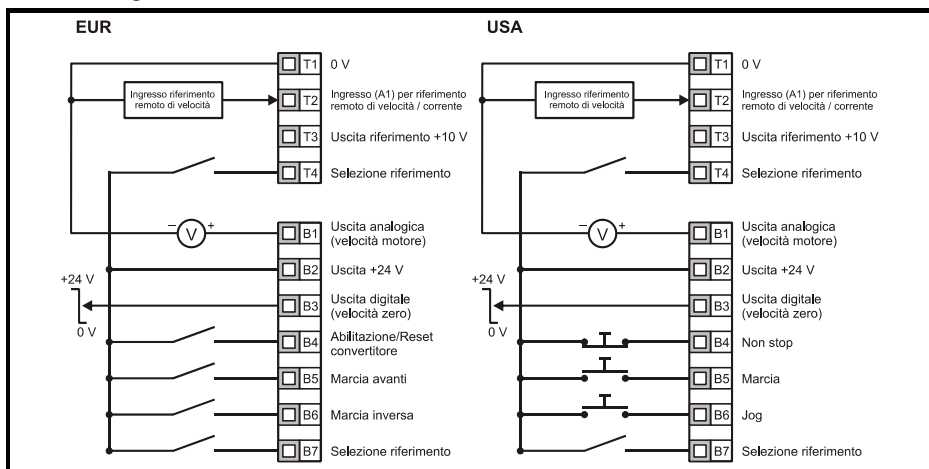 EUR
T1 0 V
Ingresso riferimento
remoto di velocità
T2 Ingresso (A1) per riferimento
remoto di velocità / corrente
T3 Uscita riferimento +10 V
T4 Selezione riferimento
– V +
B1 Uscita analogica
(velocità motore)
B2 Uscita +24 V
+24 V
0 V
B3 Uscita digitale
(velocità zero)
B4 Abilitazione/Reset
convertitore
B5 Marcia avanti
B6 Marcia inversa
B7 Selezione riferimento
USA
T1 0 V
Ingresso riferimento
remoto di velocità
T2 Ingresso (A1) per riferimento
remoto di velocità / corrente
T3 Uscita riferimento +10 V
T4 Selezione riferimento
– V +
B1 Uscita analogica
(velocità motore)
B2 Uscita +24 V
+24 V
0 V
B3 Uscita digitale
(velocità zero)
B4 Non stop
B5 Marcia
B6 Jog
B7 Selezione riferimento